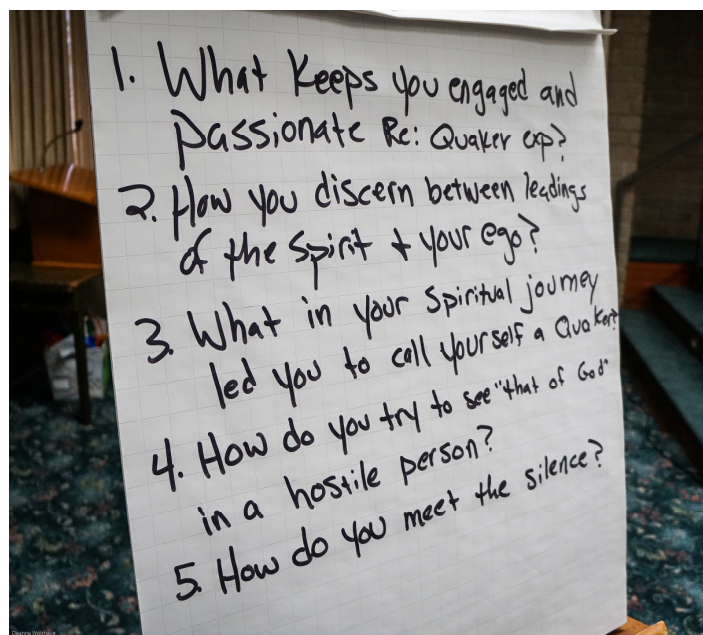 1. What Keeps you engaged and
passionate Re: Quaker exp?
2. How you discern between leadings
of the Spirit + your ego?
3. What in your Spiritual journey
led you to call yourself a Quaker?
4. How do you try to see "that of God"
in a hostile person?
5. How do you meet the silence?